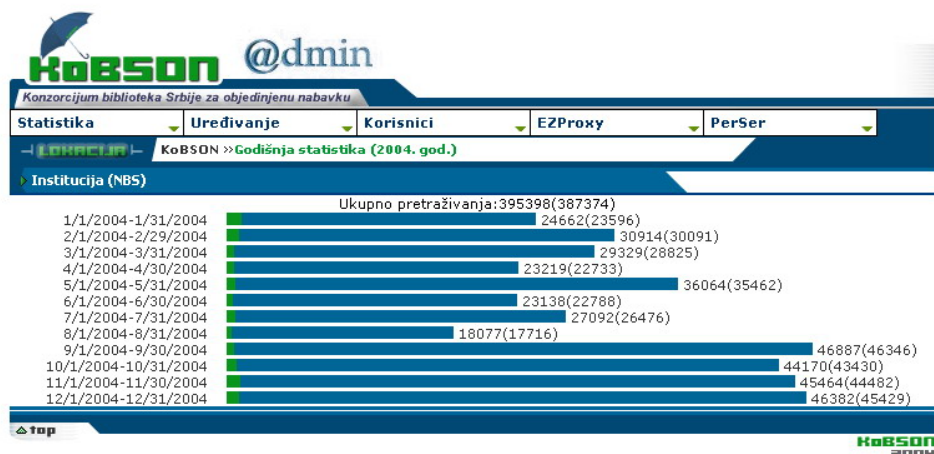 KoBSON @dmin
Konzorcijum biblioteka Srbije za objedinjenu nabavku
Statistika Uređivanje Korisnici EZProxy PerSer
LOKACIJA KoBSON »Godišnja statistika (2004. god.)
Institucija (NBS)
Ukupno pretraživanja:395398(387374)
1/1/2004-1/31/2004 24662(23596)
2/1/2004-2/29/2004 30914(30091)
3/1/2004-3/31/2004 29329(28825)
4/1/2004-4/30/2004 23219(22733)
5/1/2004-5/31/2004 36064(35462)
6/1/2004-6/30/2004 23138(22788)
7/1/2004-7/31/2004 27092(26476)
8/1/2004-8/31/2004 18077(17716)
9/1/2004-9/30/2004 46887(46346)
10/1/2004-10/31/2004 44170(43430)
11/1/2004-11/30/2004 45464(44482)
12/1/2004-12/31/2004 46382(45429)
top
KoBSON